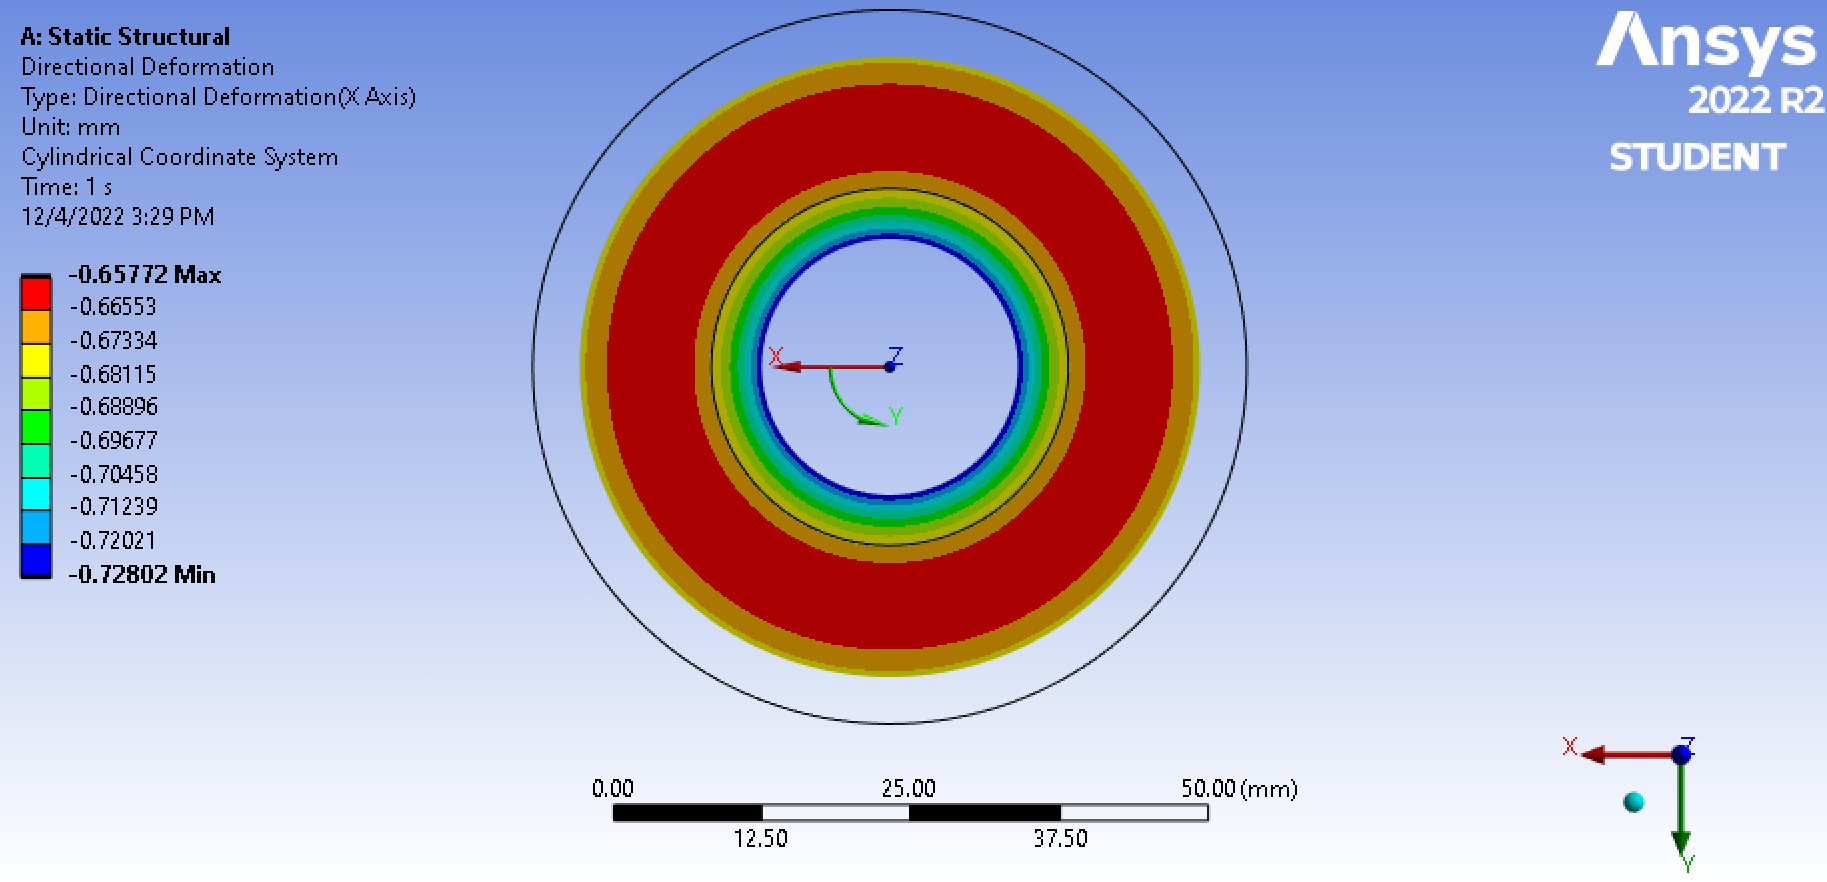 A: Static Structural
Directional Deformation
Type: Directional Deformation(X Axis)
Unit: mm
Cylindrical Coordinate System
Time: 1 s
12/4/2022 3:29 PM
-0.65772 Max
-0.66553
-0.67334
-0.68115
-0.68896
-0.69677
-0.70458
-0.71239
-0.72021
-0.72802 Min
Ansys
2022 R2
STUDENT
X
Z
Y
0.00 25.00 50.00 (mm)
12.50 37.50
X
Z
Y